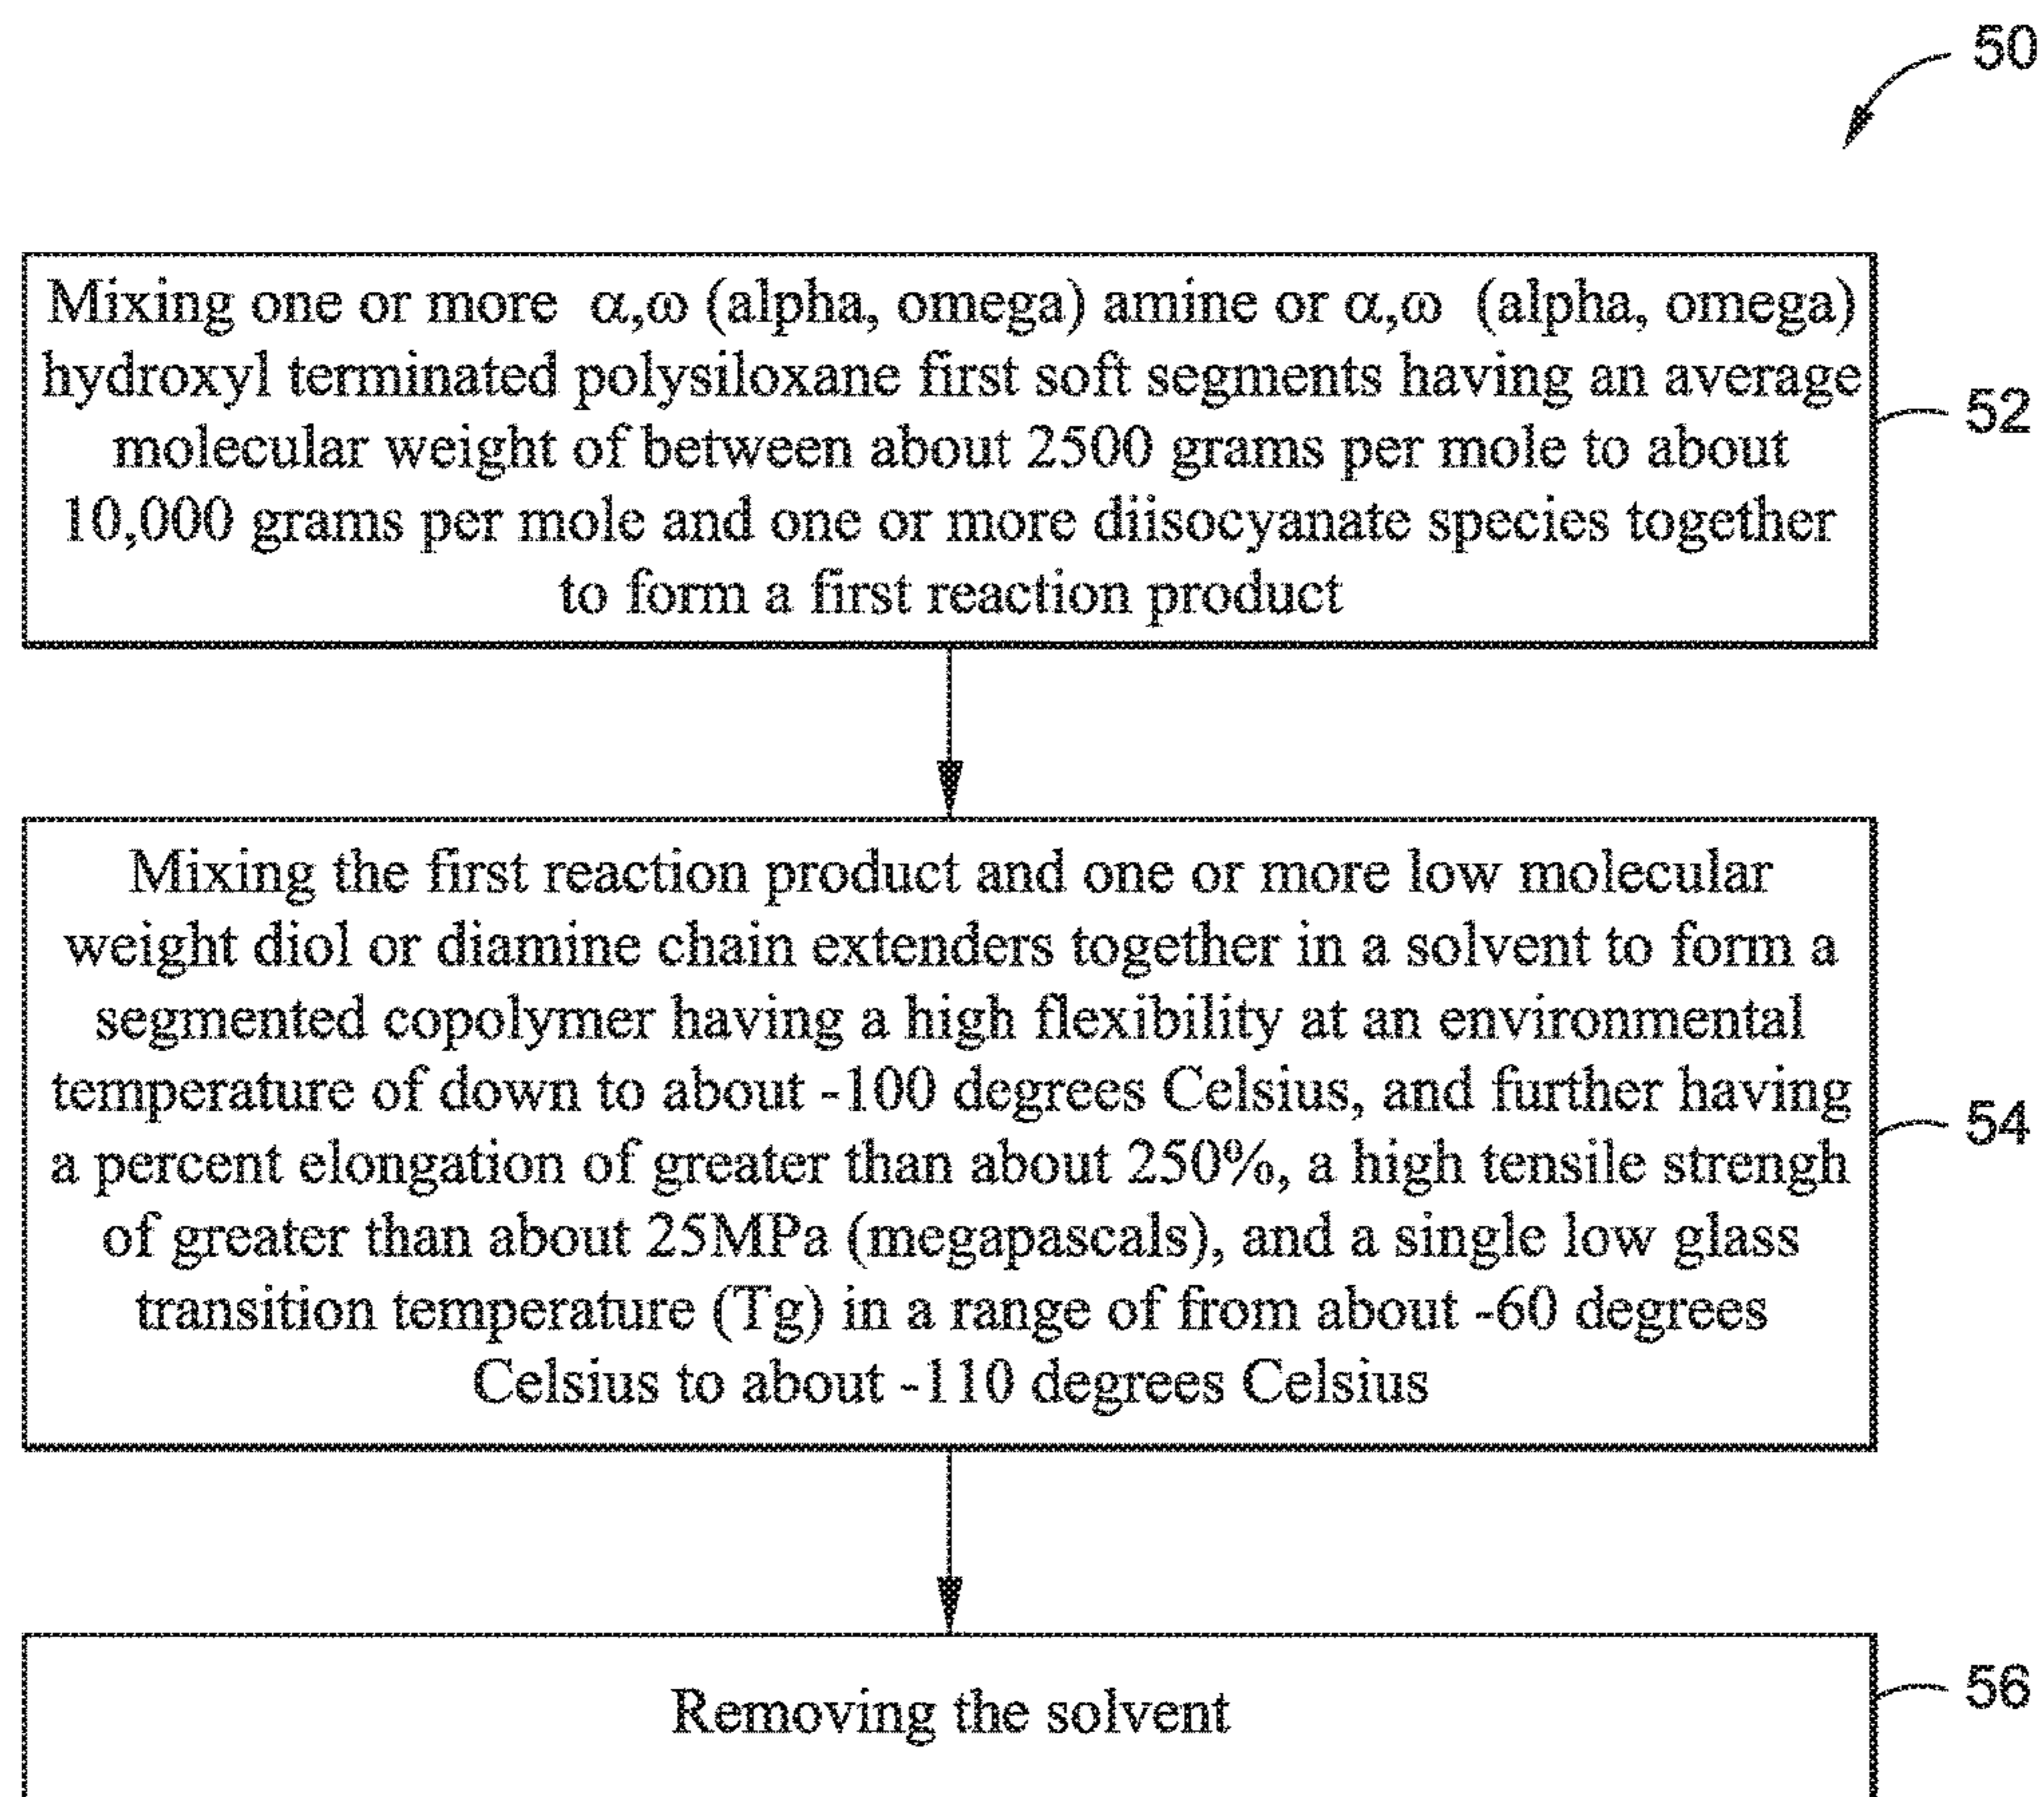 50
Mixing one or more α,ω (alpha, omega) amine or α,ω (alpha, omega)
hydroxyl terminated polysiloxane first soft segments having an average
molecular weight of between about 2500 grams per mole to about
10,000 grams per mole and one or more diisocyanate species together
to form a first reaction product
52
Mixing the first reaction product and one or more low molecular
weight diol or diamine chain extenders together in a solvent to form a
segmented copolymer having a high flexibility at an environmental
temperature of down to about -100 degrees Celsius, and further having
a percent elongation of greater than about 250%, a high tensile strengh
of greater than about 25MPa (megapascals), and a single low glass
transition temperature (Tg) in a range of from about -60 degrees
Celsius to about -110 degrees Celsius
54
Removing the solvent
56